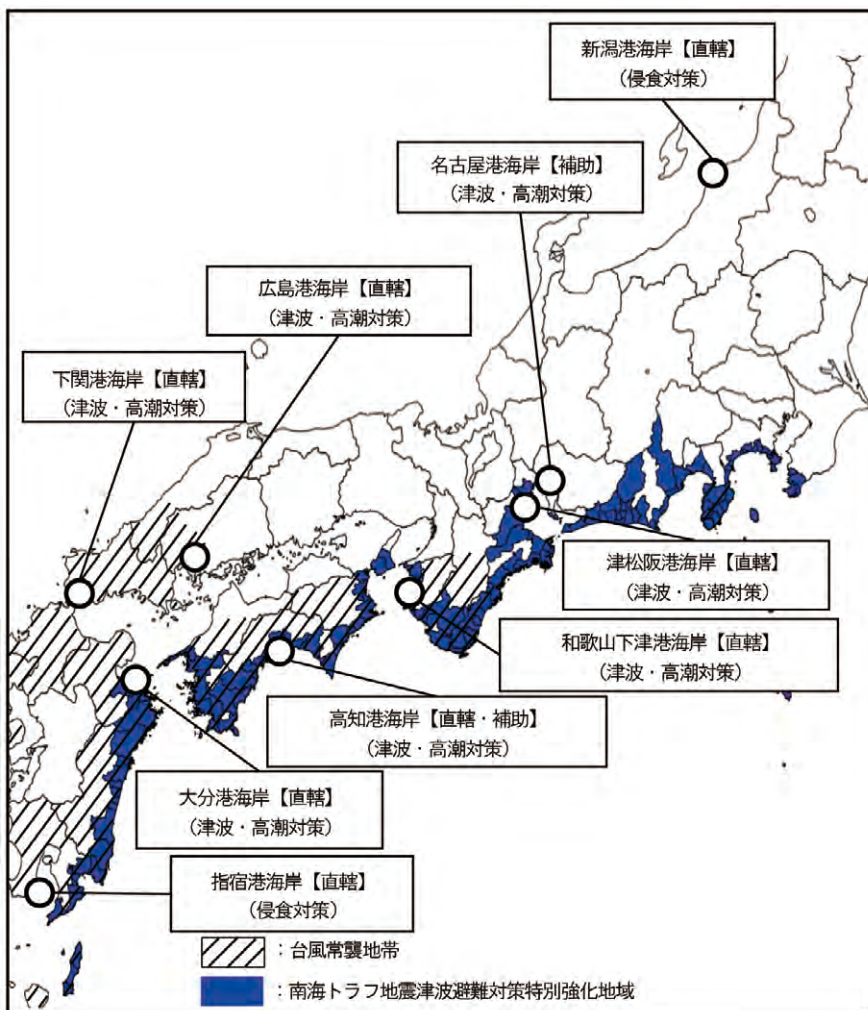 新潟港海岸【直轄】
(侵食対策)
名古屋港海岸【補助】
(津波・高潮対策)
広島港海岸【直轄】
(津波・高潮対策)
下関港海岸【直轄】
(津波・高潮対策)
津松阪港海岸【直轄】
(津波・高潮対策)
和歌山下津港海岸【直轄】
(津波・高潮対策)
高知港海岸【直轄・補助】
(津波・高潮対策)
大分港海岸【直轄】
(津波・高潮対策)
指宿港海岸【直轄】
(侵食対策)
：台風常襲地帯
：南海トラフ地震津波避難対策特別強化地域